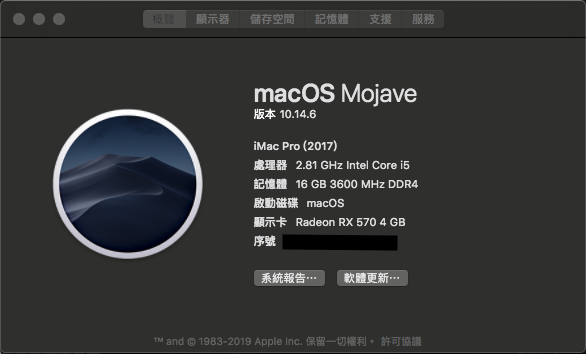 概覽 顯示器 儲存空間 記憶體 支援 服務
macOS Mojave
版本 10.14.6
iMac Pro (2017)
處理器 2.81 GHz Intel Core i5
記憶體 16 GB 3600 MHz DDR4
啟動磁碟 macOS
顯示卡 Radeon RX 570 4 GB
序號
系統報告⋯ 軟體更新⋯
™ and © 1983-2019 Apple Inc. 保留一切權利。 許可協議